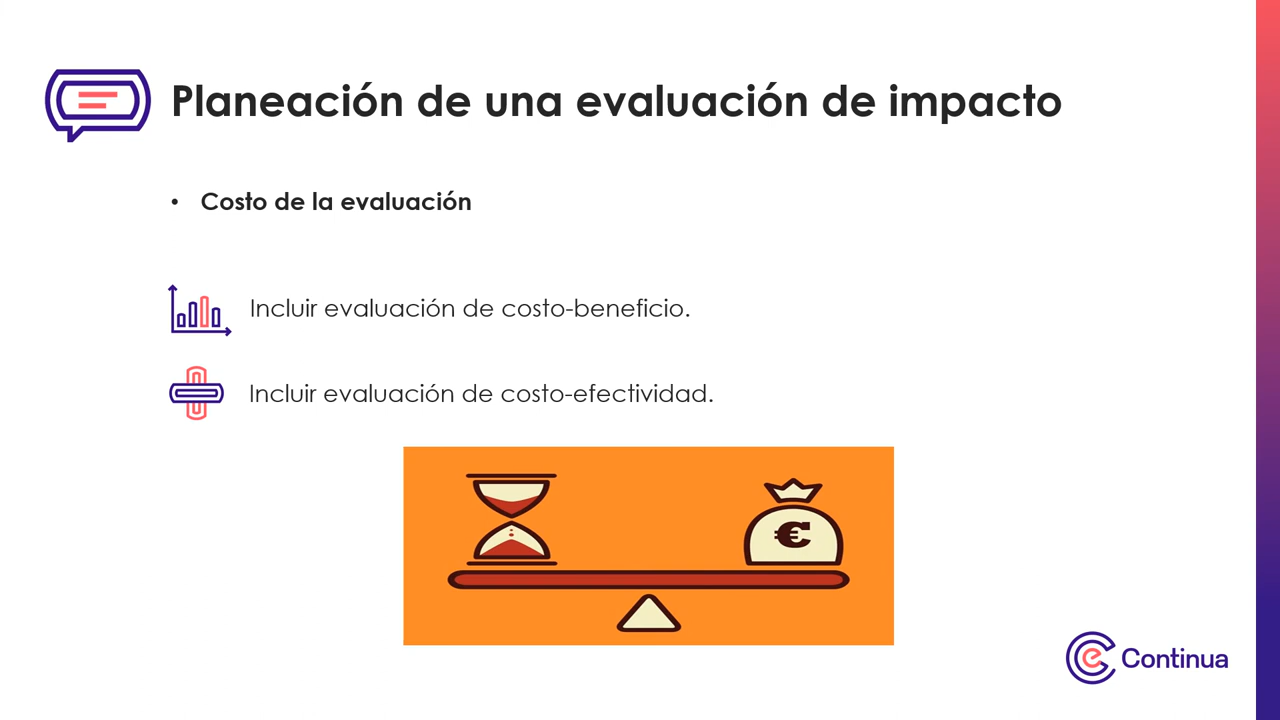 Planeación de una evaluación de impacto
• Costo de la evaluación
Incluir evaluación de costo-beneficio.
Incluir evaluación de costo-efectividad.
€
Continua